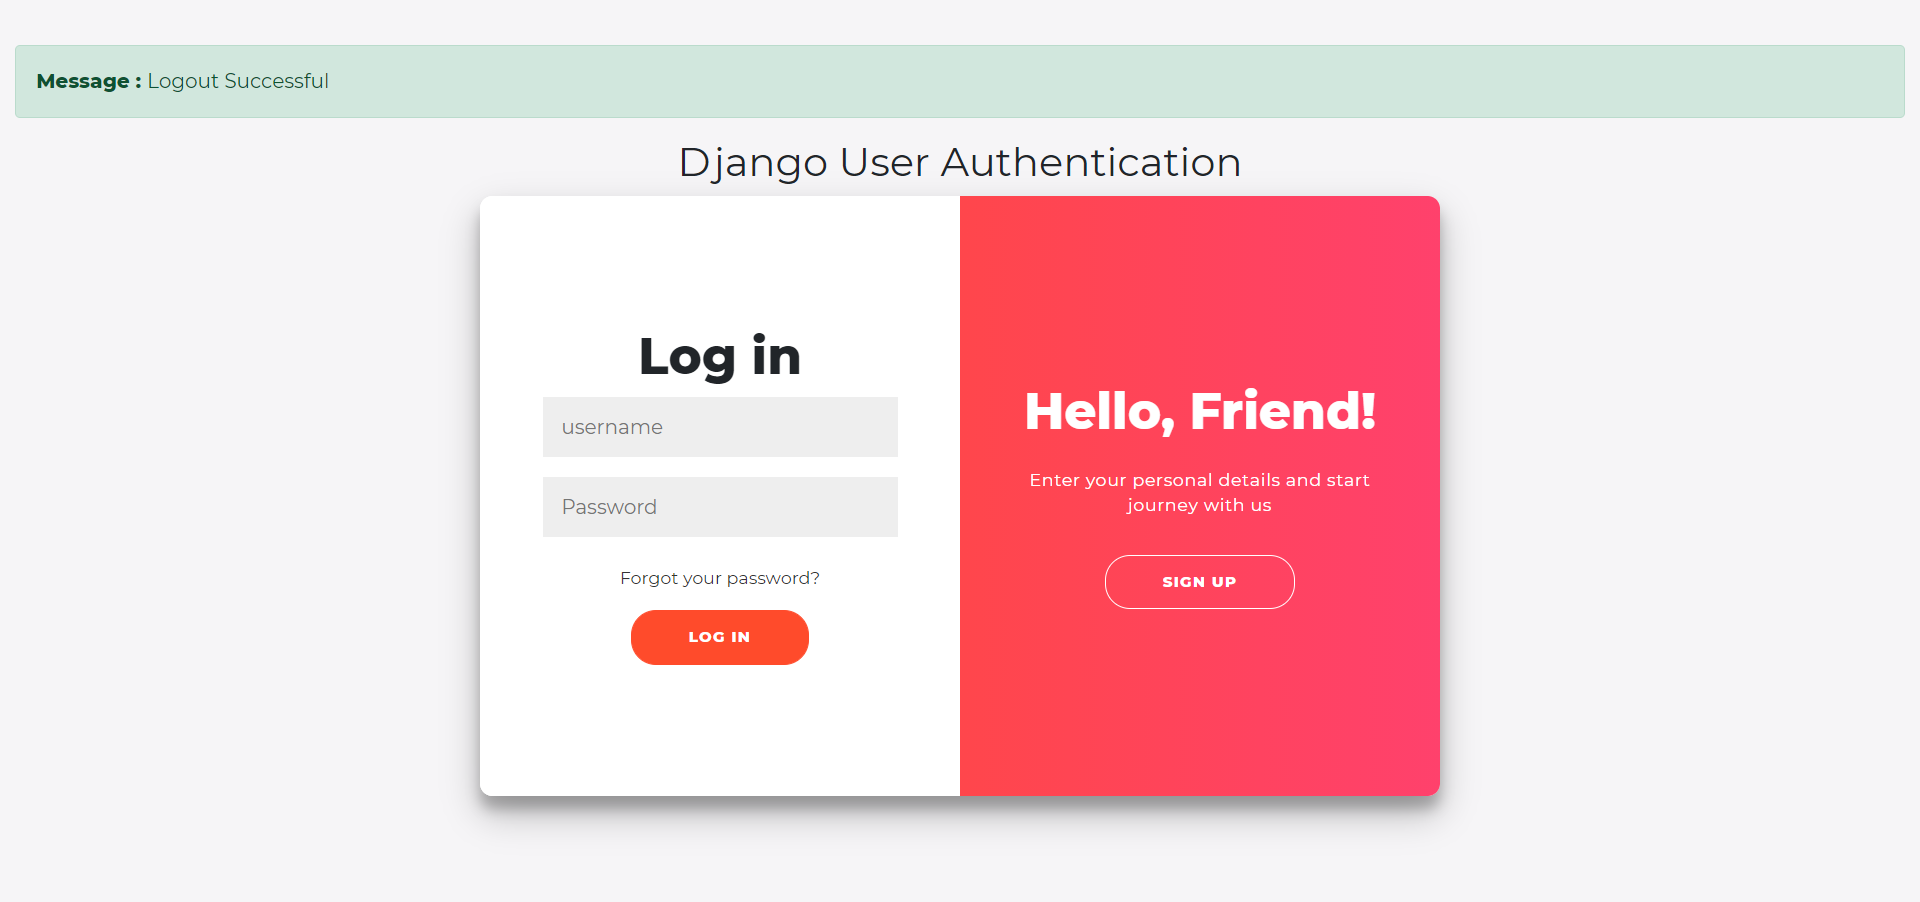 Message : Logout Successful
Django User Authentication
Log in
username
Password
Forgot your password?
LOG IN
Hello, Friend!
Enter your personal details and start
journey with us
SIGN UP